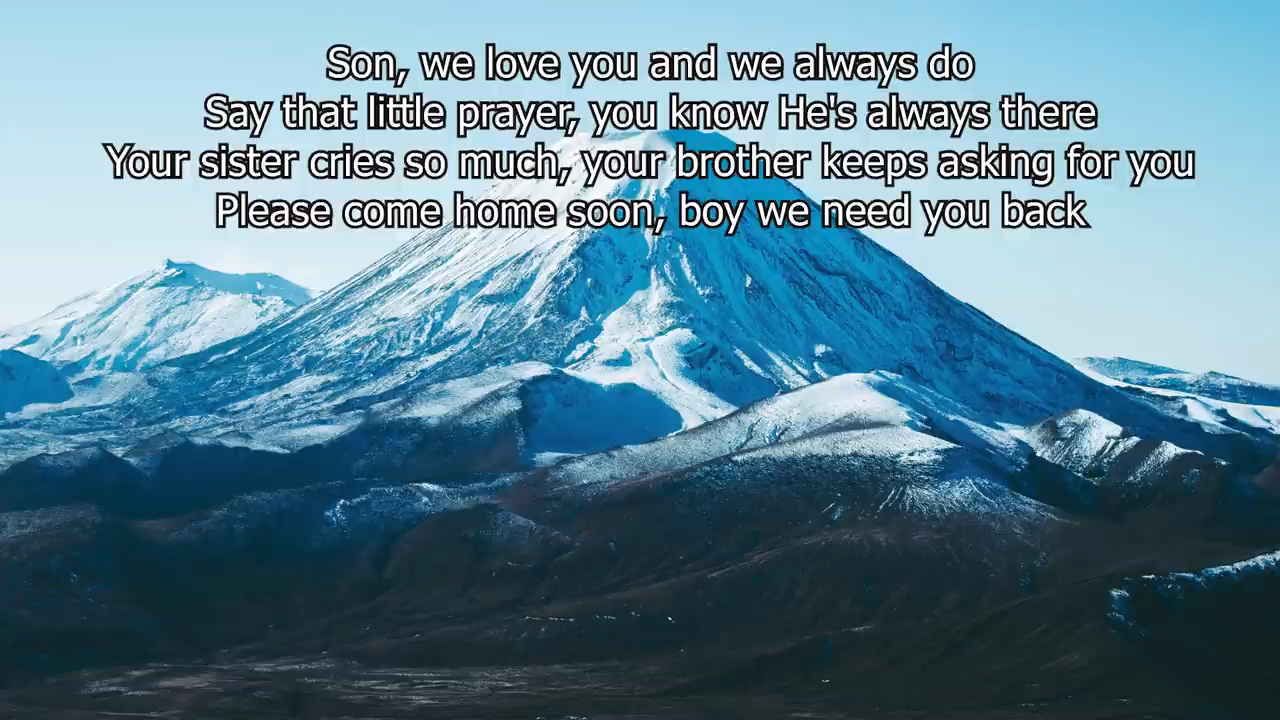 Son, we love you and we always do
Say that little prayer, you know He's always there
Your sister cries so much, your brother keeps asking for you
Please come home soon, boy we need you back